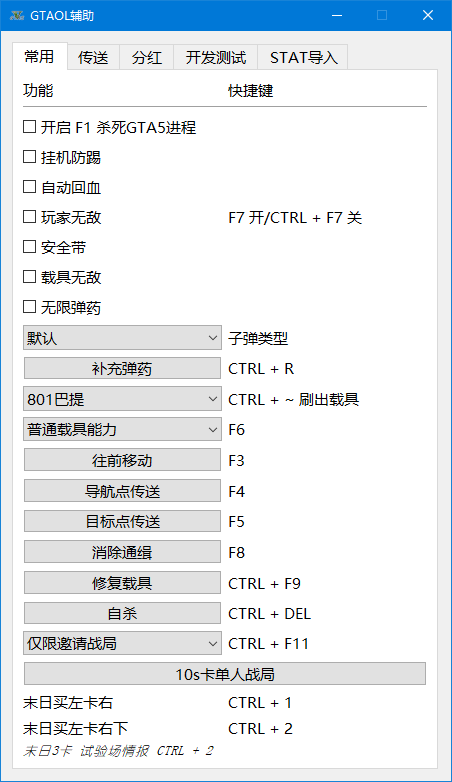 GTAOL辅助
常用 传送 分红 开发测试 STAT导入
功能 快捷键
开启 F1 杀死GTA5进程
挂机防踢
自动回血
玩家无敌 F7 开/CTRL + F7 关
安全带
载具无敌
无限弹药
默认 子弹类型
补充弹药 CTRL + R
801巴提 CTRL + ~ 刷出载具
普通载具能力 F6
往前移动 F3
导航点传送 F4
目标点传送 F5
消除通缉 F8
修复载具 CTRL + F9
自杀 CTRL + DEL
仅限邀请战局 CTRL + F11
10s卡单人战局
末日买左卡右 CTRL + 1
末日买左卡右下 CTRL + 2
末日3卡 试验场情报 CTRL + 2